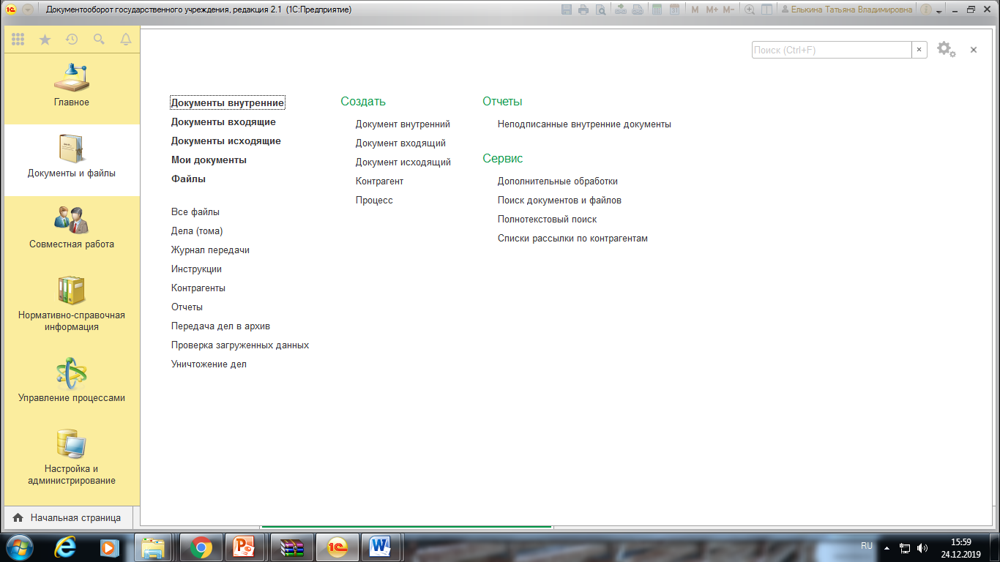 Документооборот государственного учреждения, редакция 2.1 (1С:Предприятие)
M M+ M- Елькина Татьяна Владимировна
Поиск (Ctrl+F)
Главное
Документы и файлы
Совместная работа
Нормативно-справочная
информация
Управление процессами
Настройка и
администрирование
Документы внутренние
Документы входящие
Документы исходящие
Мои документы
Файлы
Все файлы
Дела (тома)
Журнал передачи
Инструкции
Контрагенты
Отчеты
Передача дел в архив
Проверка загруженных данных
Уничтожение дел
Создать
Документ внутренний
Документ входящий
Документ исходящий
Контрагент
Процесс
Отчеты
Неподписанные внутренние документы
Сервис
Дополнительные обработки
Поиск документов и файлов
Полнотекстовый поиск
Списки рассылки по контрагентам
Начальная страница
RU
15:59
24.12.2019